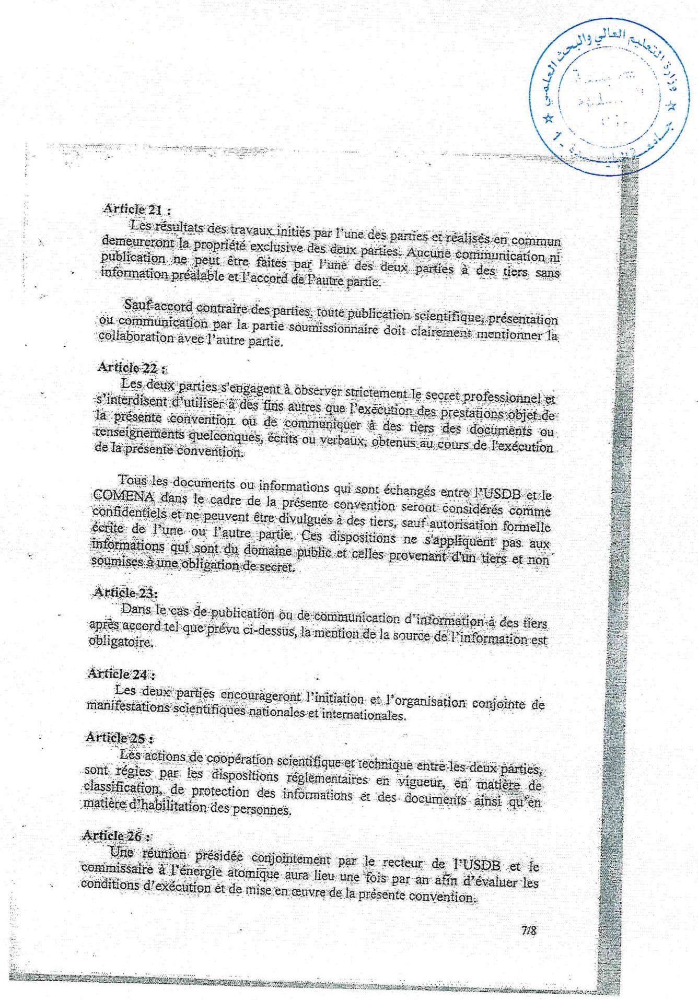 وزارة التعليم العالي والبحث العلمي
Article 21 :
Les résultats des travaux initiés par l'une des parties et réalisés en commun
demeureront la propriété exclusive des deux parties. Aucune communication ni
publication ne peut être faites par l'une des deux parties à des tiers sans
information préalable et l'accord de l'autre partie.
Sauf accord contraire des parties, toute publication scientifique, présentation
ou communication par la partie soumissionnaire doit clairement mentionner la
collaboration avec l'autre partie.
Article 22 :
Les deux parties s'engagent à observer strictement le secret professionnel et
s'interdisent d'utiliser à des fins autres que l'exécution des prestations objet de
la présente convention ou de communiquer à des tiers des documents ou
renseignements quelconques, écrits ou verbaux, obtenus au cours de l'exécution
de la présente convention.
Tous les documents ou informations qui sont échangés entre l'USDB et le
COMENA dans le cadre de la présente convention seront considérés comme
confidentiels et ne peuvent être divulgués à des tiers, sauf autorisation formelle
écrite de l'une ou l'autre partie. Ces dispositions ne s'appliquent pas aux
informations qui sont du domaine public et celles provenant d'un tiers et non
soumises à une obligation de secret.
Article 23:
Dans le cas de publication ou de communication d'information à des tiers
après accord tel que prévu ci-dessus, la mention de la source de l'information est
obligatoire.
Article 24 :
Les deux parties encourageront l'initiation et l'organisation conjointe de
manifestations scientifiques nationales et internationales.
Article 25 :
Les actions de coopération scientifique et technique entre les deux parties,
sont régies par les dispositions réglementaires en vigueur, en matière de
classification, de protection des informations et des documents ainsi qu'en
matière d'habilitation des personnes.
Article 26 :
Une réunion présidée conjointement par le recteur de l'USDB et le
commissaire à l'énergie atomique aura lieu une fois par an afin d'évaluer les
conditions d'exécution et de mise en œuvre de la présente convention.
7/8